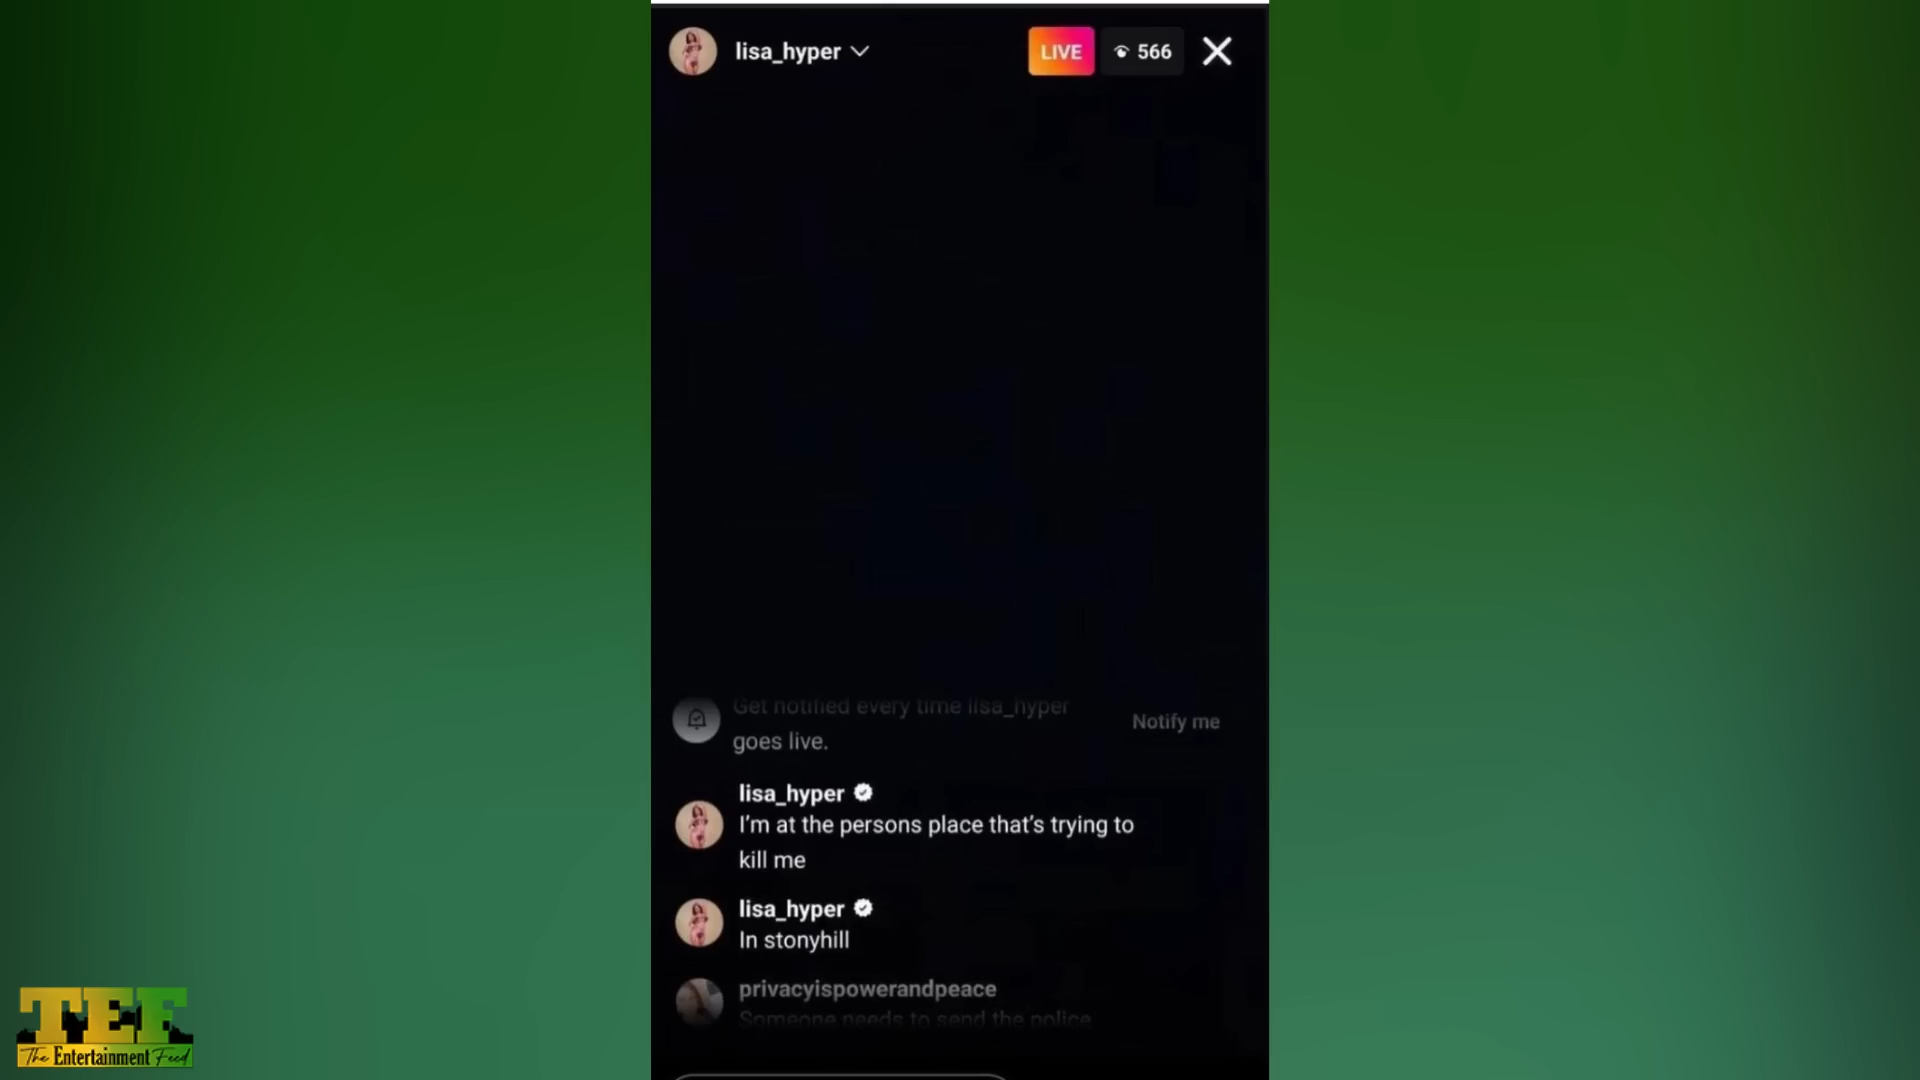 lisa_hyper
LIVE
566
Get notified every time lisa_hyper
goes live.
Notify me
lisa_hyper
I'm at the persons place that's trying to
kill me
lisa_hyper
In stonyhill
privacyispowerandpeace
Someone needs to send the police
TEF
The Entertainment Feed